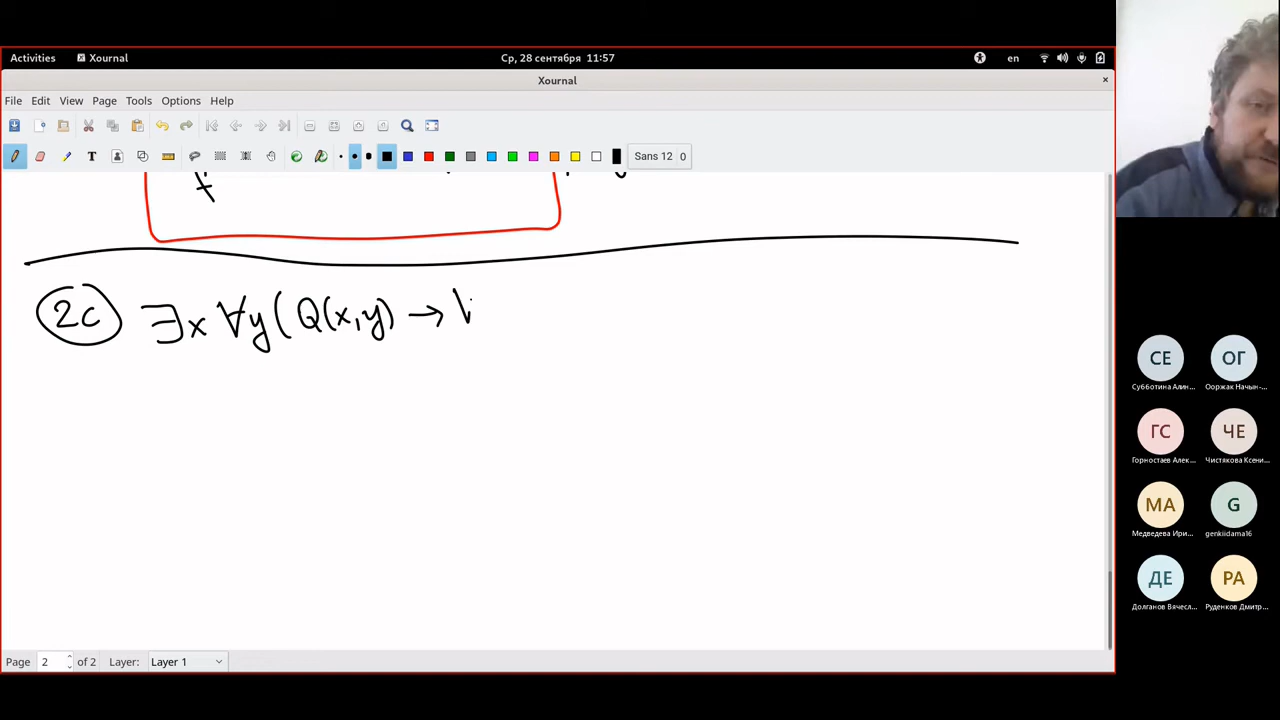 Activities Xournal Ср, 28 сентября 11:57 en
Xournal ×
File Edit View Page Tools Options Help
T Sans 12 0
2c ∃x ∀y( Q(x,y) →
СЕ ОГ
Субботина Алин... Ооржак Начын-...
ГС ЧЕ
Горностаев Алек... Чистякова Ксени...
МА G
Медведева Ири... genkiidama16
ДЕ РА
Долганов Вячесл... Руденков Дмитр...
Page 2 of 2 Layer: Layer 1